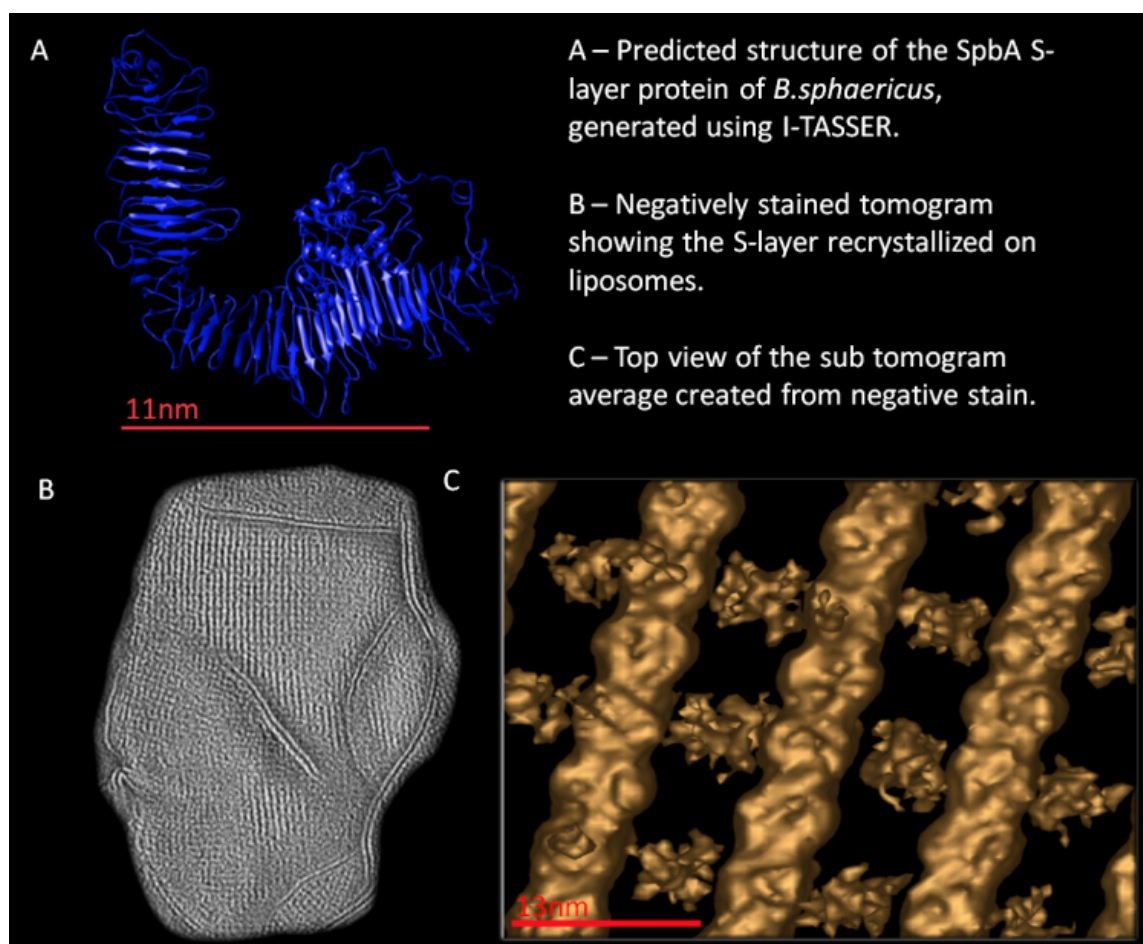 A
A – Predicted structure of the SpbA S-
layer protein of B.sphaericus,
generated using I-TASSER.
B – Negatively stained tomogram
showing the S-layer recrystallized on
liposomes.
C – Top view of the sub tomogram
average created from negative stain.
11nm
B
C
13nm